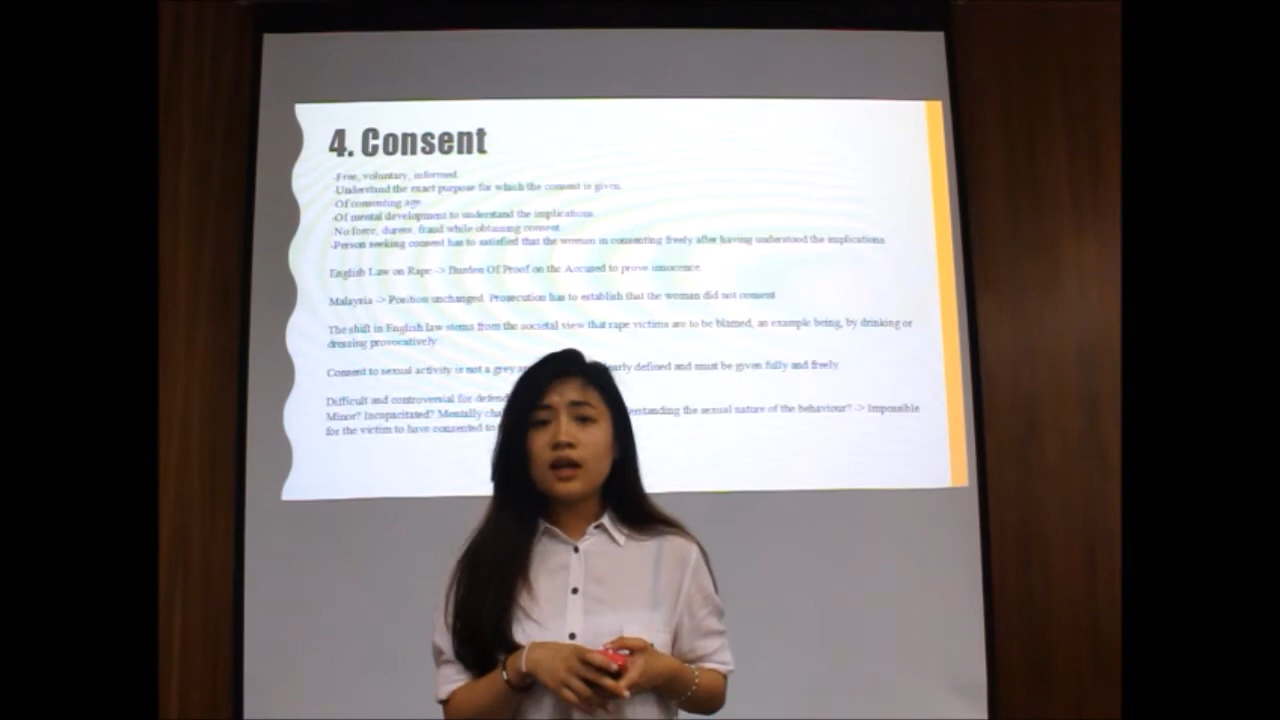 4. Consent
-Free, voluntary, informed.
-Understand the exact purpose for which the consent is given.
-Of consenting age
-Of mental development to understand the implications.
-No force, duress, fraud while obtaining consent.
-Person seeking consent has to satisfied that the woman in consenting freely after having understood the implications
English Law on Rape -> Burden Of Proof on the Accused to prove innocence.
Malaysia -> Position unchanged. Prosecution has to establish that the woman did not consent
The shift in English law stems from the societal view that rape victims are to be blamed, an example being, by drinking or
dressing provocatively
Consent to sexual activity is not a grey defined and must be given fully and freely
Difficult and controversial for
Minor? Incapacitated? Mentally the sexual nature of the behaviour? -> Impossible
for the victim to have consented to